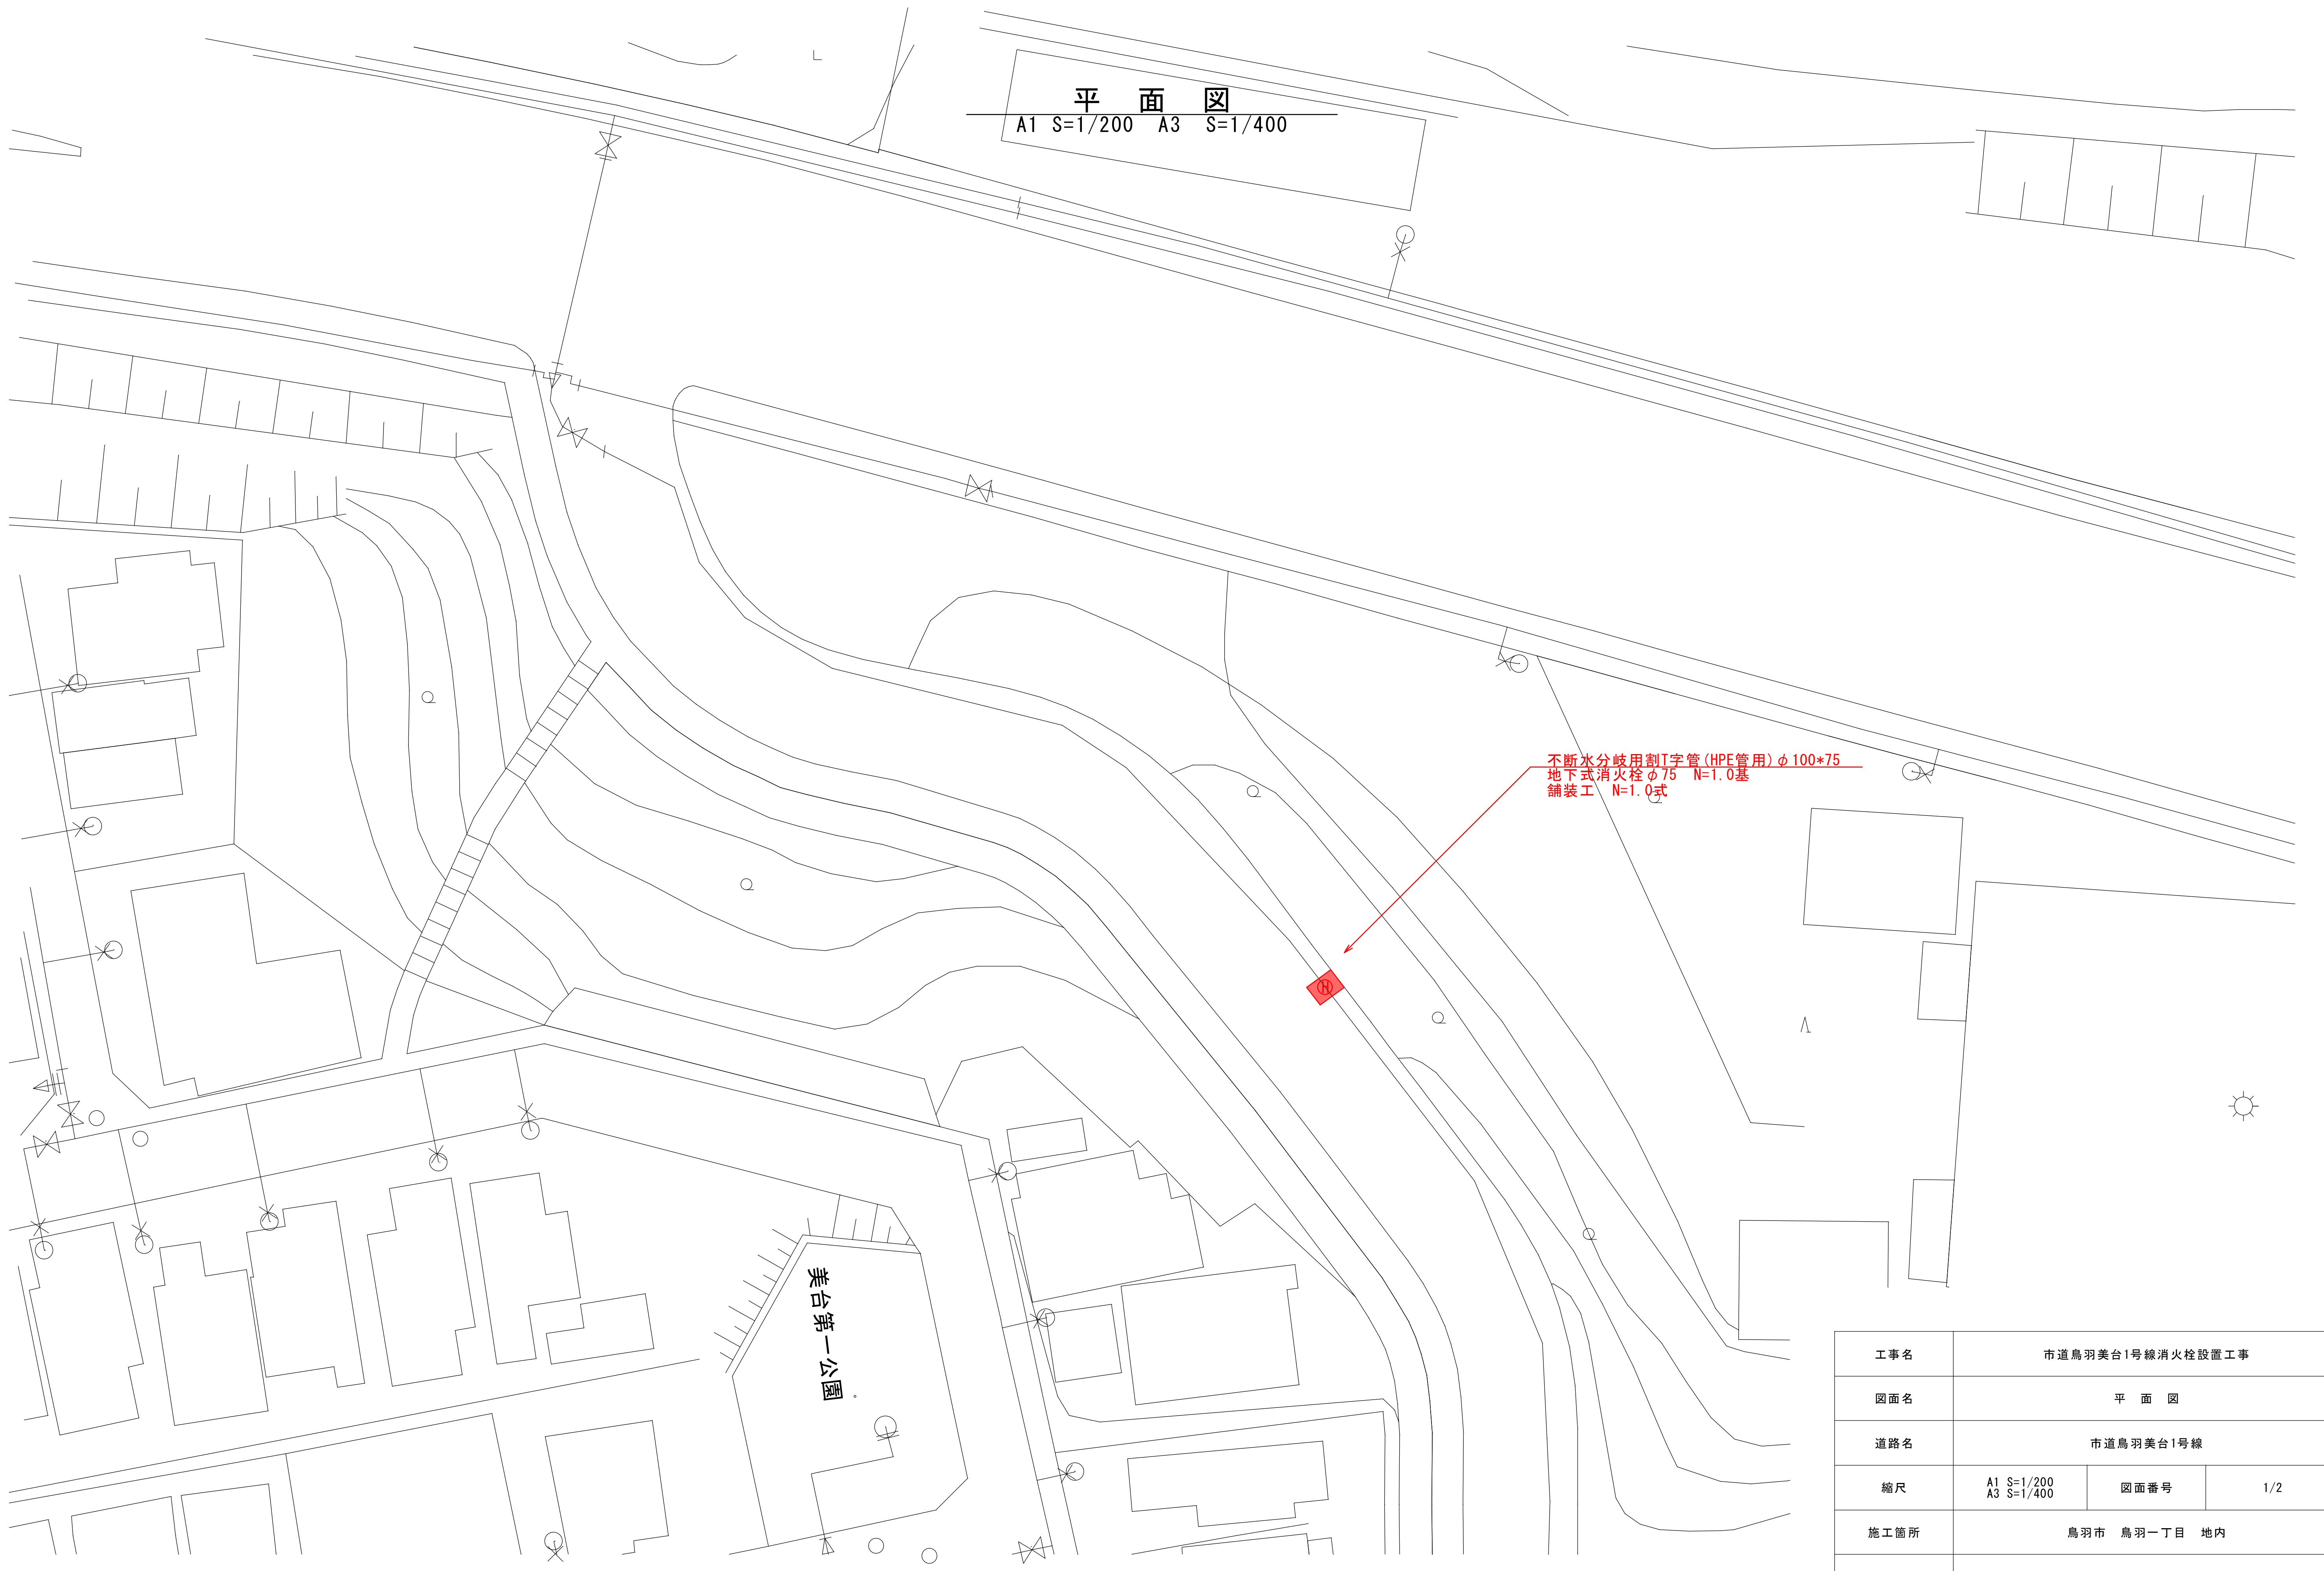 平 面 図
A1 S=1/200 A3 S=1/400
不断水分岐用割T字管(HPE管用)φ100*75
地下式消火栓φ75 N=1.0基
舗装工 N=1.0式
H
美台第一公園
工事名 市道鳥羽美台1号線消火栓設置工事
図面名 平 面 図
道路名 市道鳥羽美台1号線
縮尺 A1 S=1/200 図面番号 1/2
A3 S=1/400
施工箇所 鳥羽市 鳥羽一丁目 地内